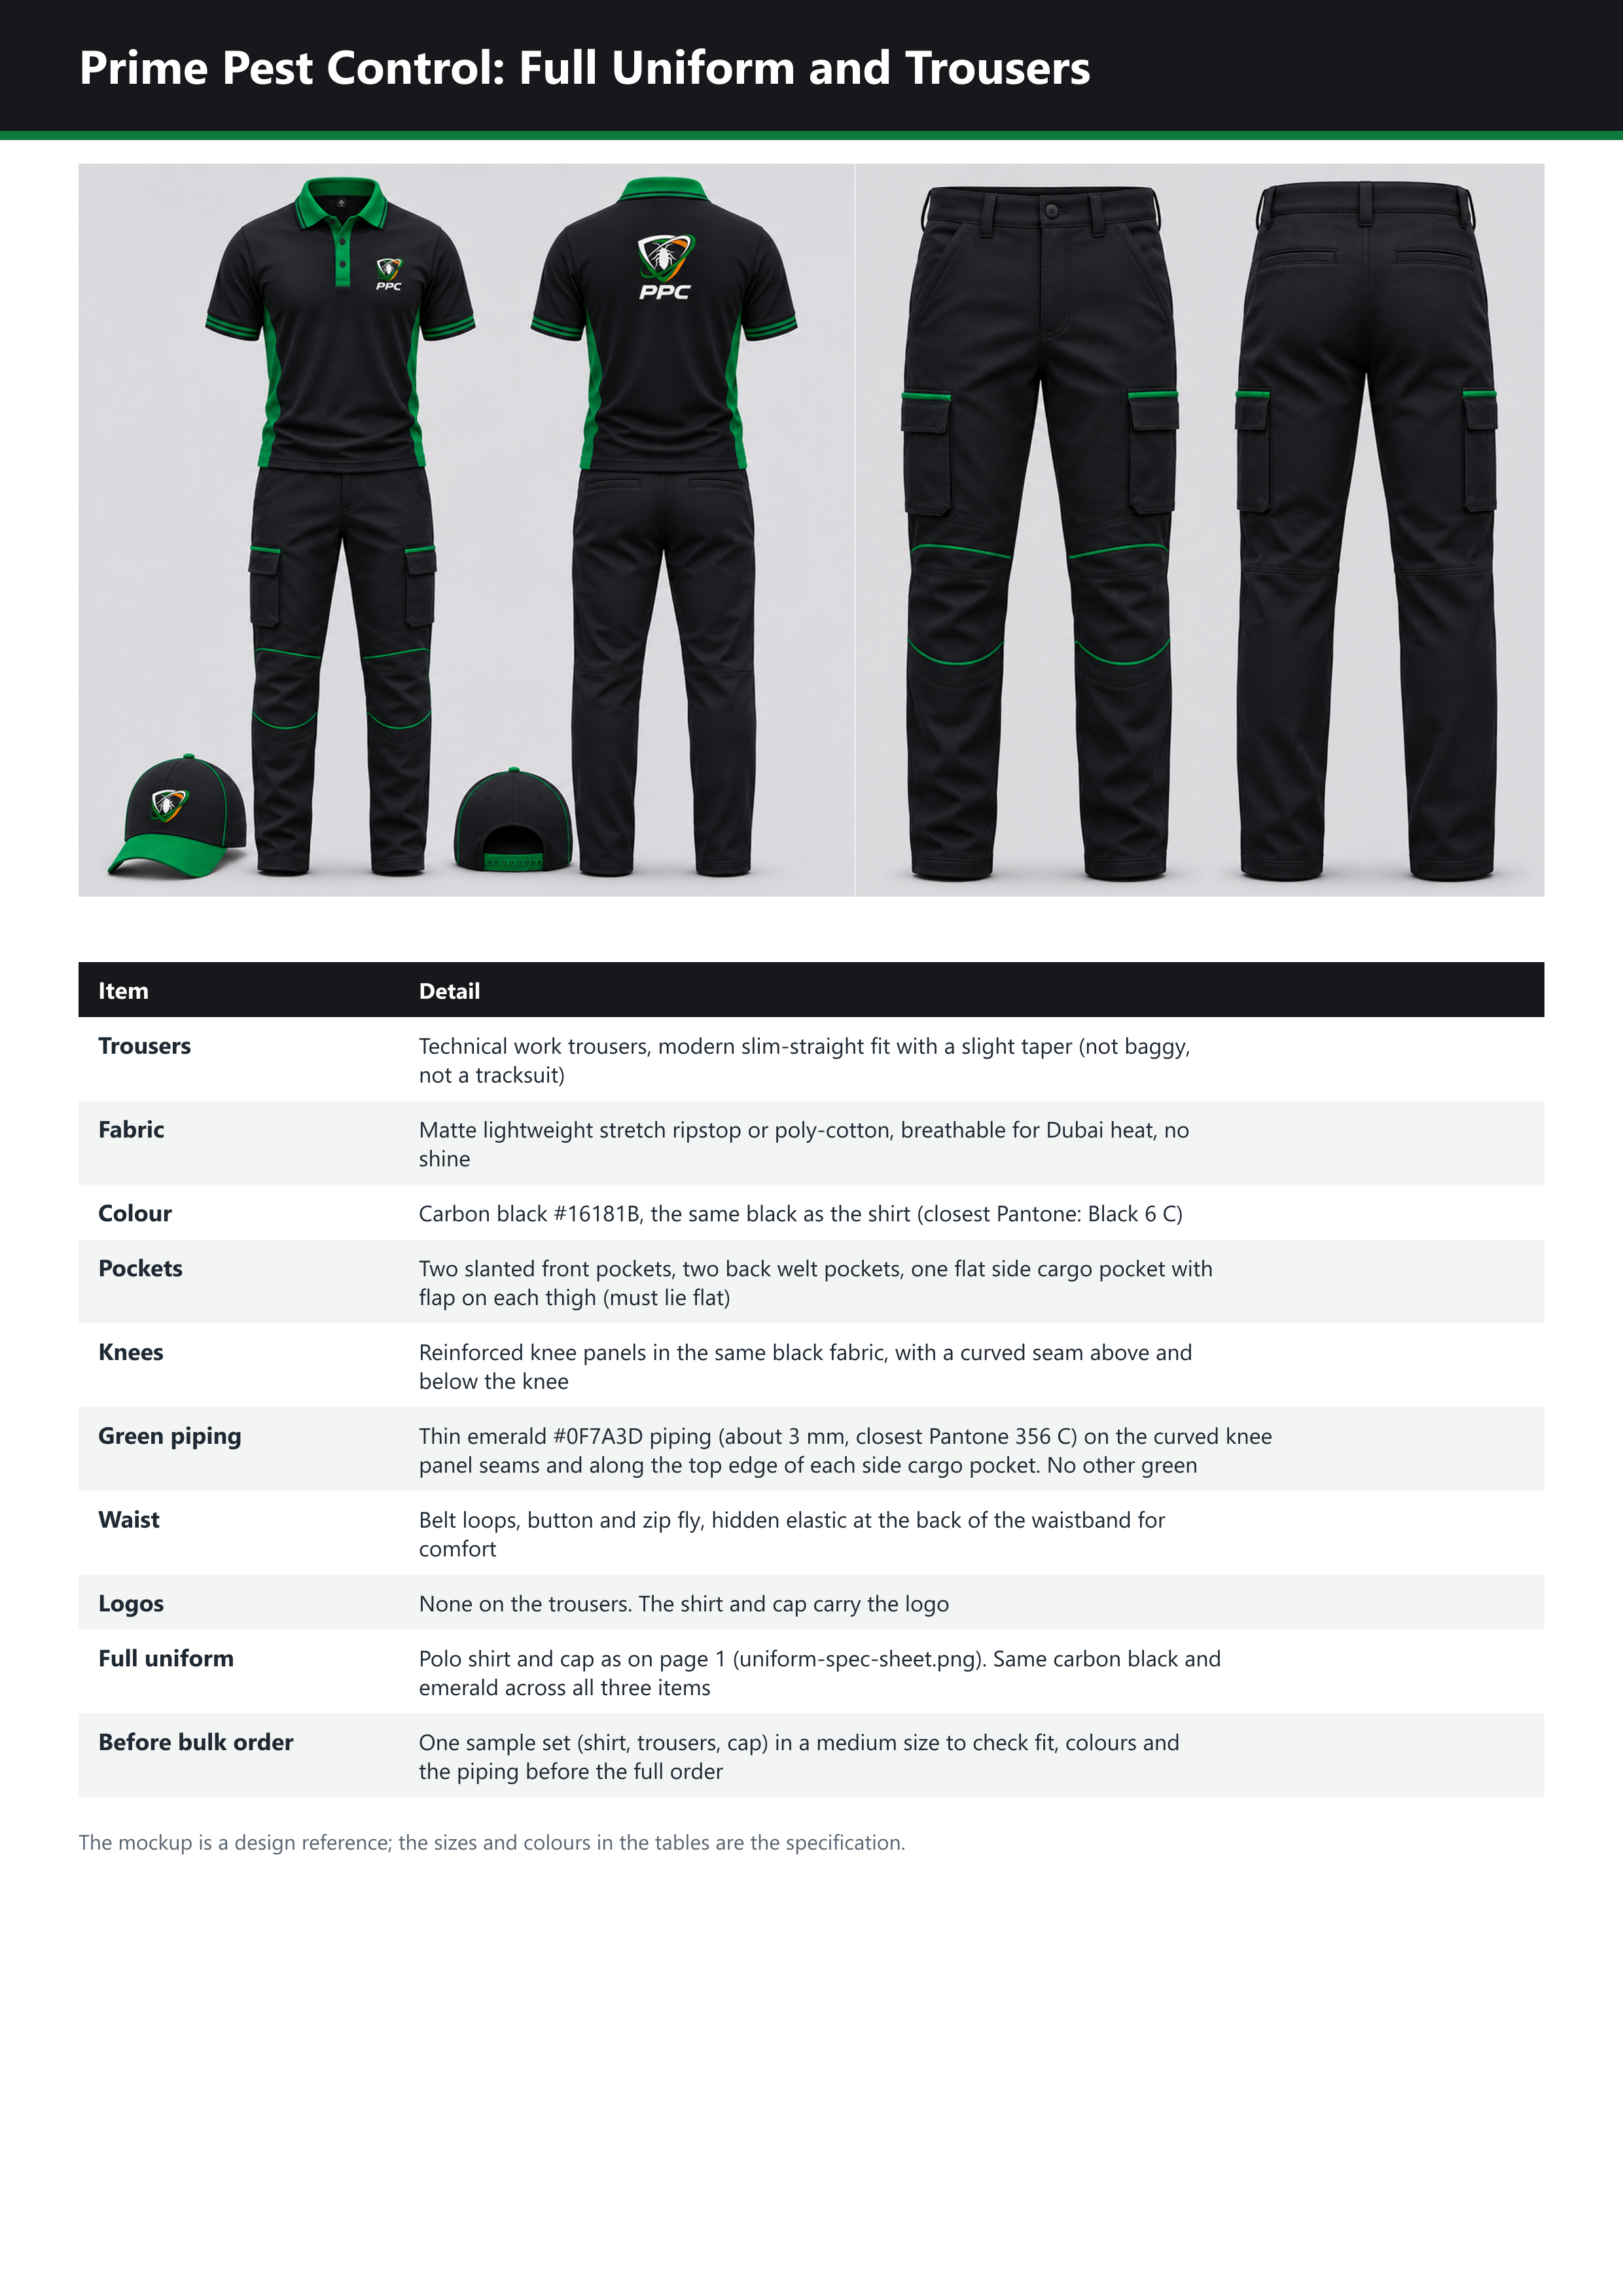 Prime Pest Control: Full Uniform and Trousers
PPC
PPC
Item Detail
Trousers Technical work trousers, modern slim-straight fit with a slight taper (not baggy,
not a tracksuit)
Fabric Matte lightweight stretch ripstop or poly-cotton, breathable for Dubai heat, no
shine
Colour Carbon black #16181B, the same black as the shirt (closest Pantone: Black 6 C)
Pockets Two slanted front pockets, two back welt pockets, one flat side cargo pocket with
flap on each thigh (must lie flat)
Knees Reinforced knee panels in the same black fabric, with a curved seam above and
below the knee
Green piping Thin emerald #0F7A3D piping (about 3 mm, closest Pantone 356 C) on the curved knee
panel seams and along the top edge of each side cargo pocket. No other green
Waist Belt loops, button and zip fly, hidden elastic at the back of the waistband for
comfort
Logos None on the trousers. The shirt and cap carry the logo
Full uniform Polo shirt and cap as on page 1 (uniform-spec-sheet.png). Same carbon black and
emerald across all three items
Before bulk order One sample set (shirt, trousers, cap) in a medium size to check fit, colours and
the piping before the full order
The mockup is a design reference; the sizes and colours in the tables are the specification.